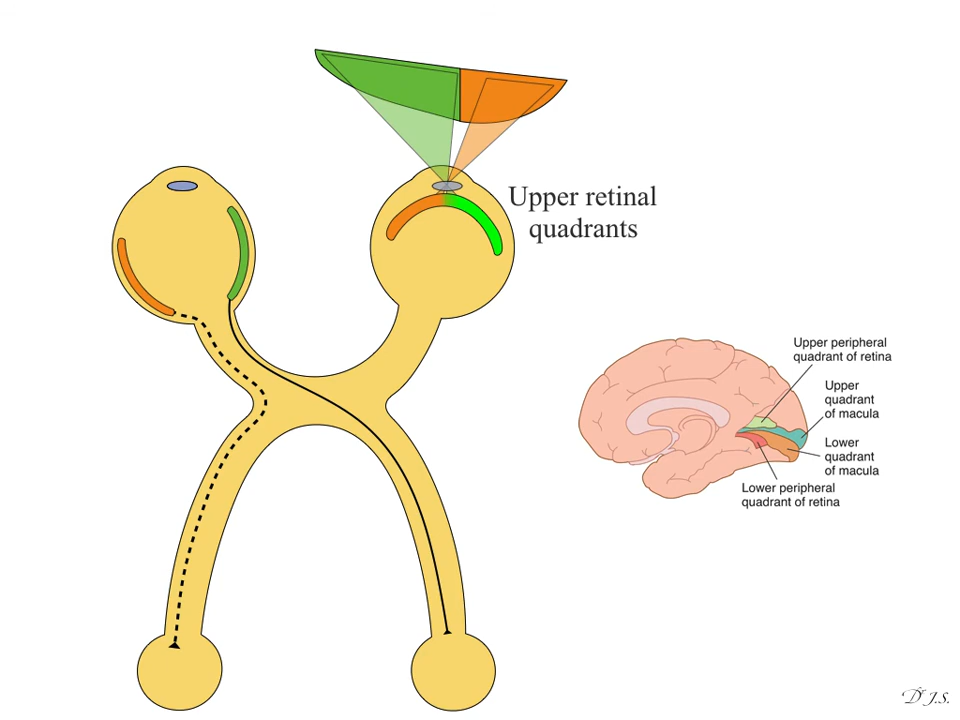 Upper retinal
quadrants
Upper peripheral
quadrant of retina
Upper
quadrant
of macula
Lower
quadrant
of macula
Lower peripheral
quadrant of retina
Dr J.S.